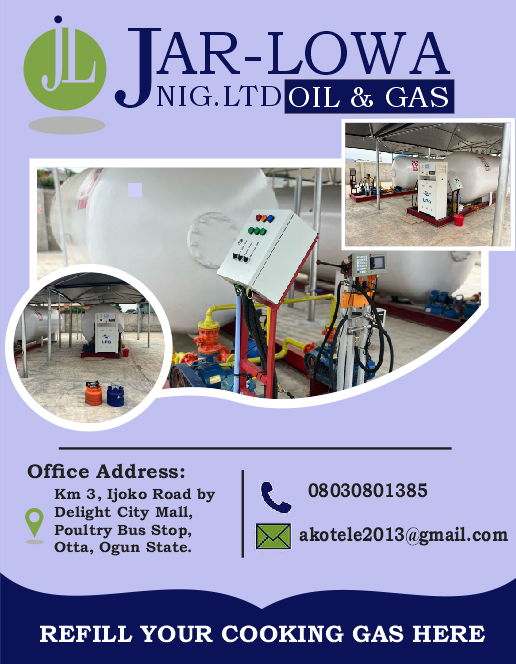 JL
JAR-LOWA
NIG.LTD OIL & GAS
LPG
Office Address:
Km 3, Ijoko Road by
Delight City Mall,
Poultry Bus Stop,
Otta, Ogun State.
08030801385
akotele2013@gmail.com
REFILL YOUR COOKING GAS HERE